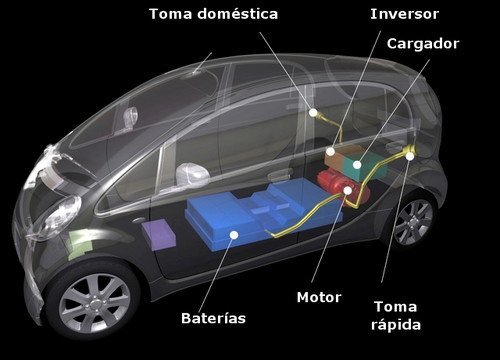 Toma doméstica
Inversor
Cargador
Baterías
Motor
Toma
rápida